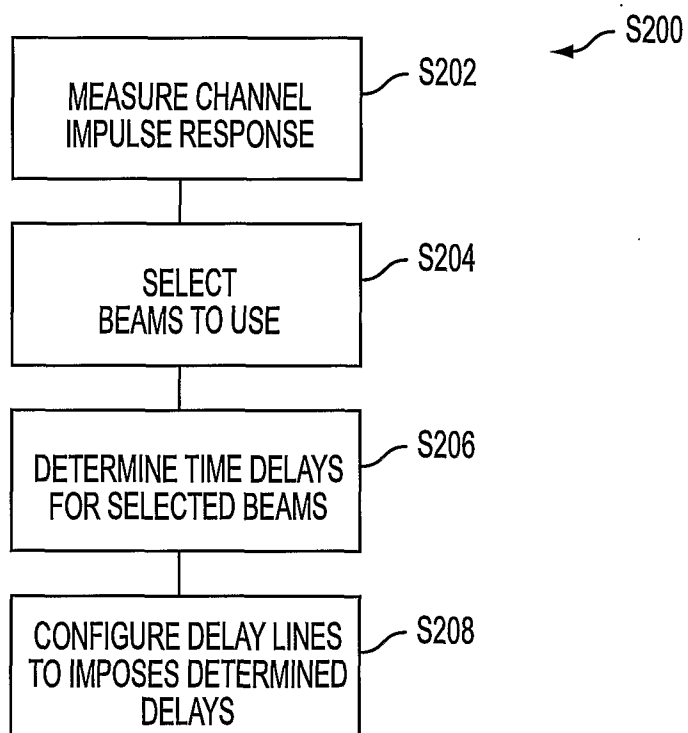 S200
MEASURE CHANNEL
IMPULSE RESPONSE
S202
SELECT
BEAMS TO USE
S204
DETERMINE TIME DELAYS
FOR SELECTED BEAMS
S206
CONFIGURE DELAY LINES
TO IMPOSES DETERMINED
DELAYS
S208